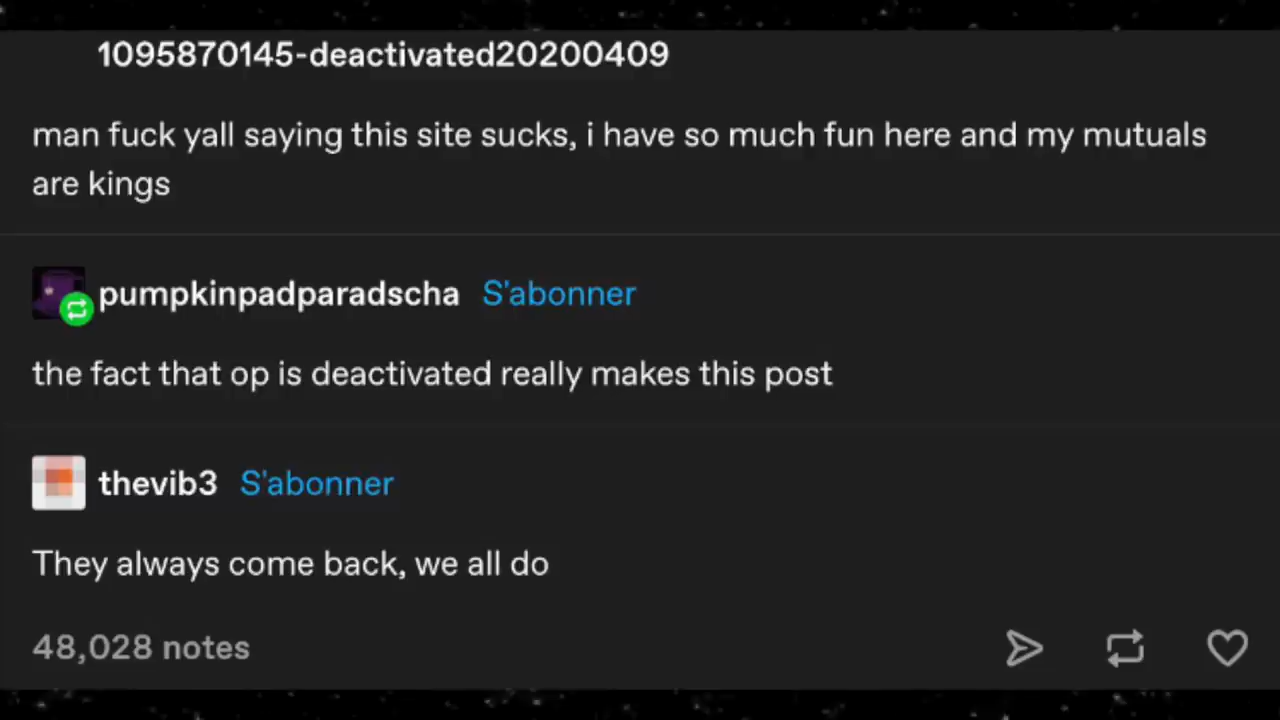 1095870145-deactivated20200409
man fuck yall saying this site sucks, i have so much fun here and my mutuals
are kings
pumpkinpadparadscha S'abonner
the fact that op is deactivated really makes this post
thevib3 S'abonner
They always come back, we all do
48,028 notes